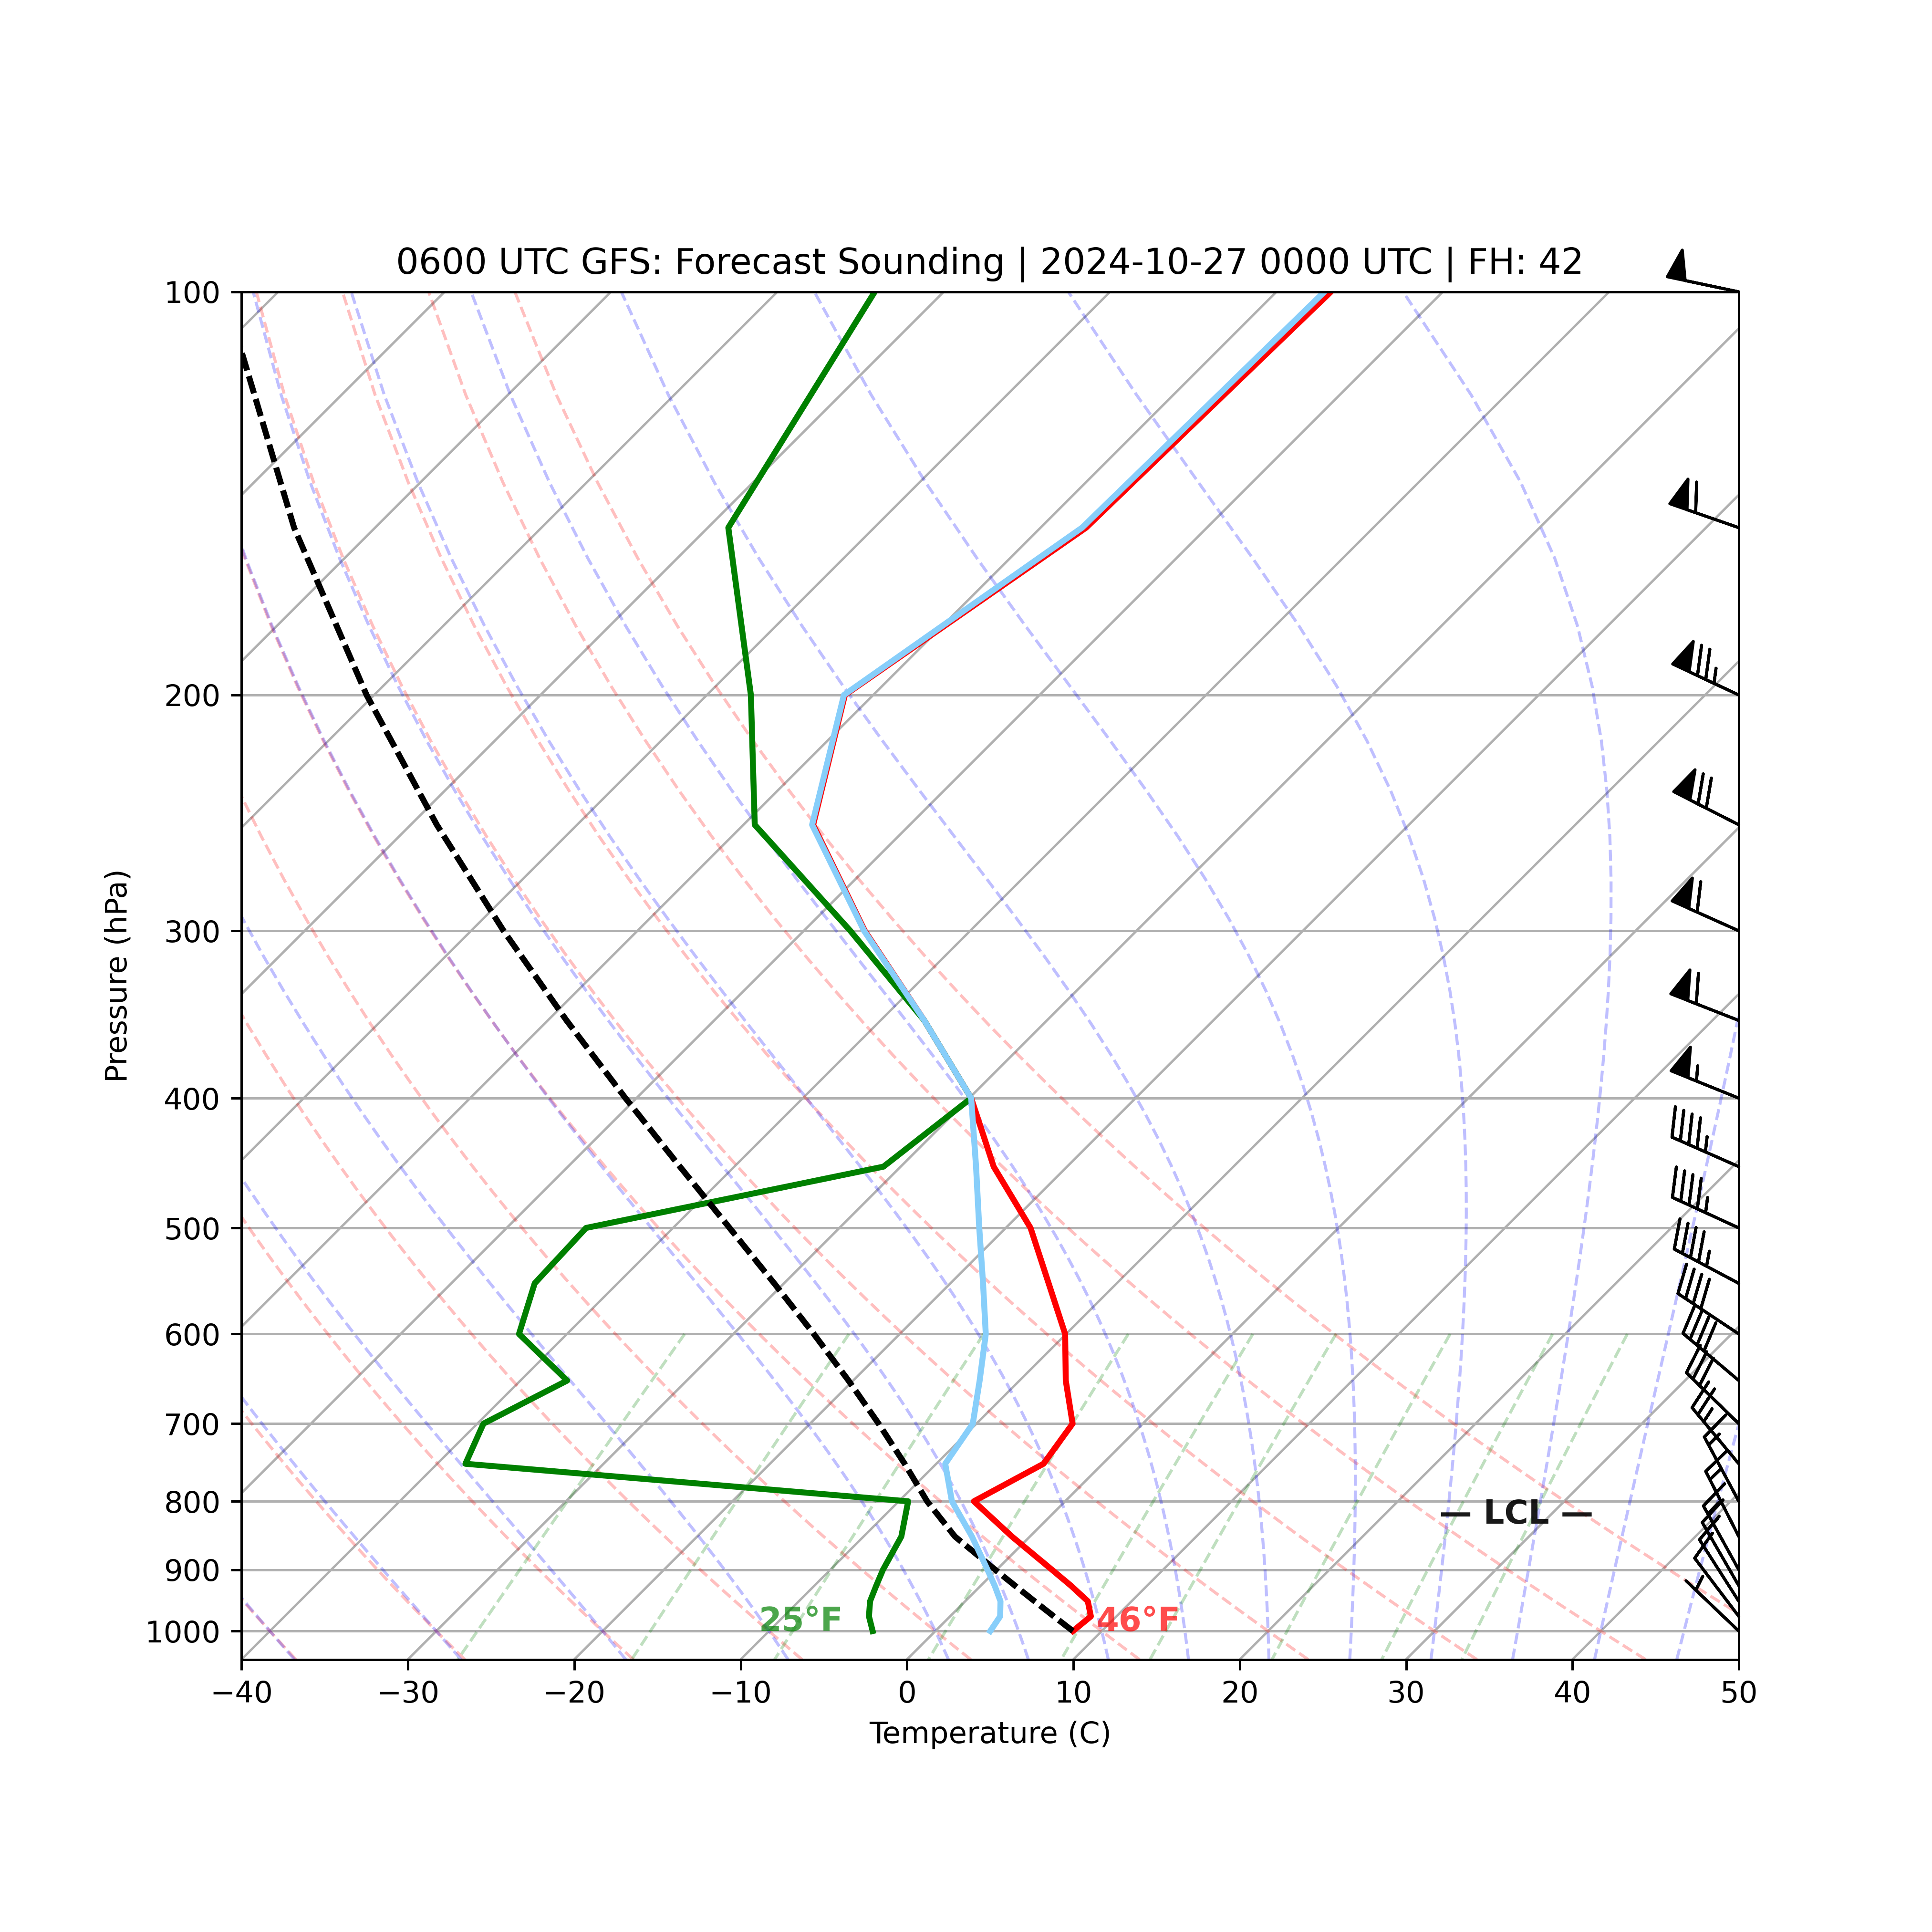 0600 UTC GFS: Forecast Sounding | 2024-10-27 0000 UTC | FH: 42
100
200
300
400
500
600
700
800
900
1000
Pressure (hPa)
— LCL —
25°F
46°F
−40 −30 −20 −10 0 10 20 30 40 50
Temperature (C)